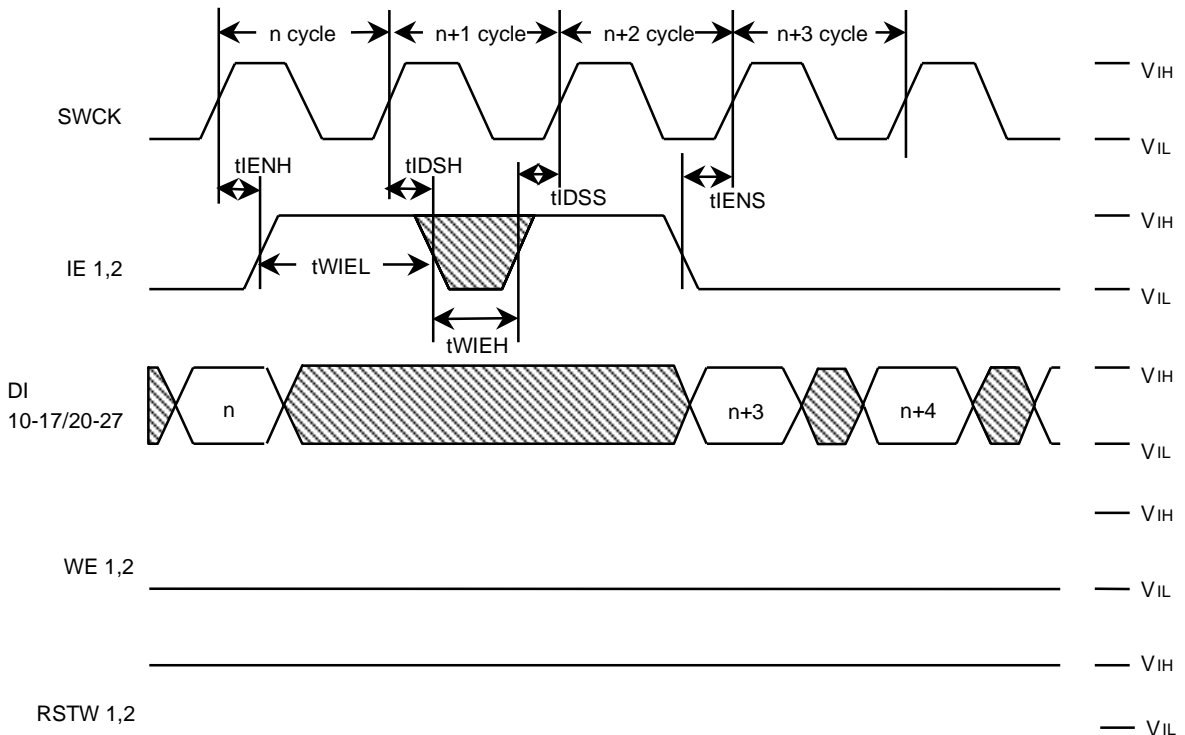 n cycle n+1 cycle n+2 cycle n+3 cycle
SWCK
VIH
VIL
tIENH
tIDSH
tIDSS
tIENS
IE 1,2
VIH
VIL
tWIEL
tWIEH
DI
10-17/20-27
n
n+3
n+4
VIH
VIL
WE 1,2
VIH
VIL
RSTW 1,2
VIH
VIL